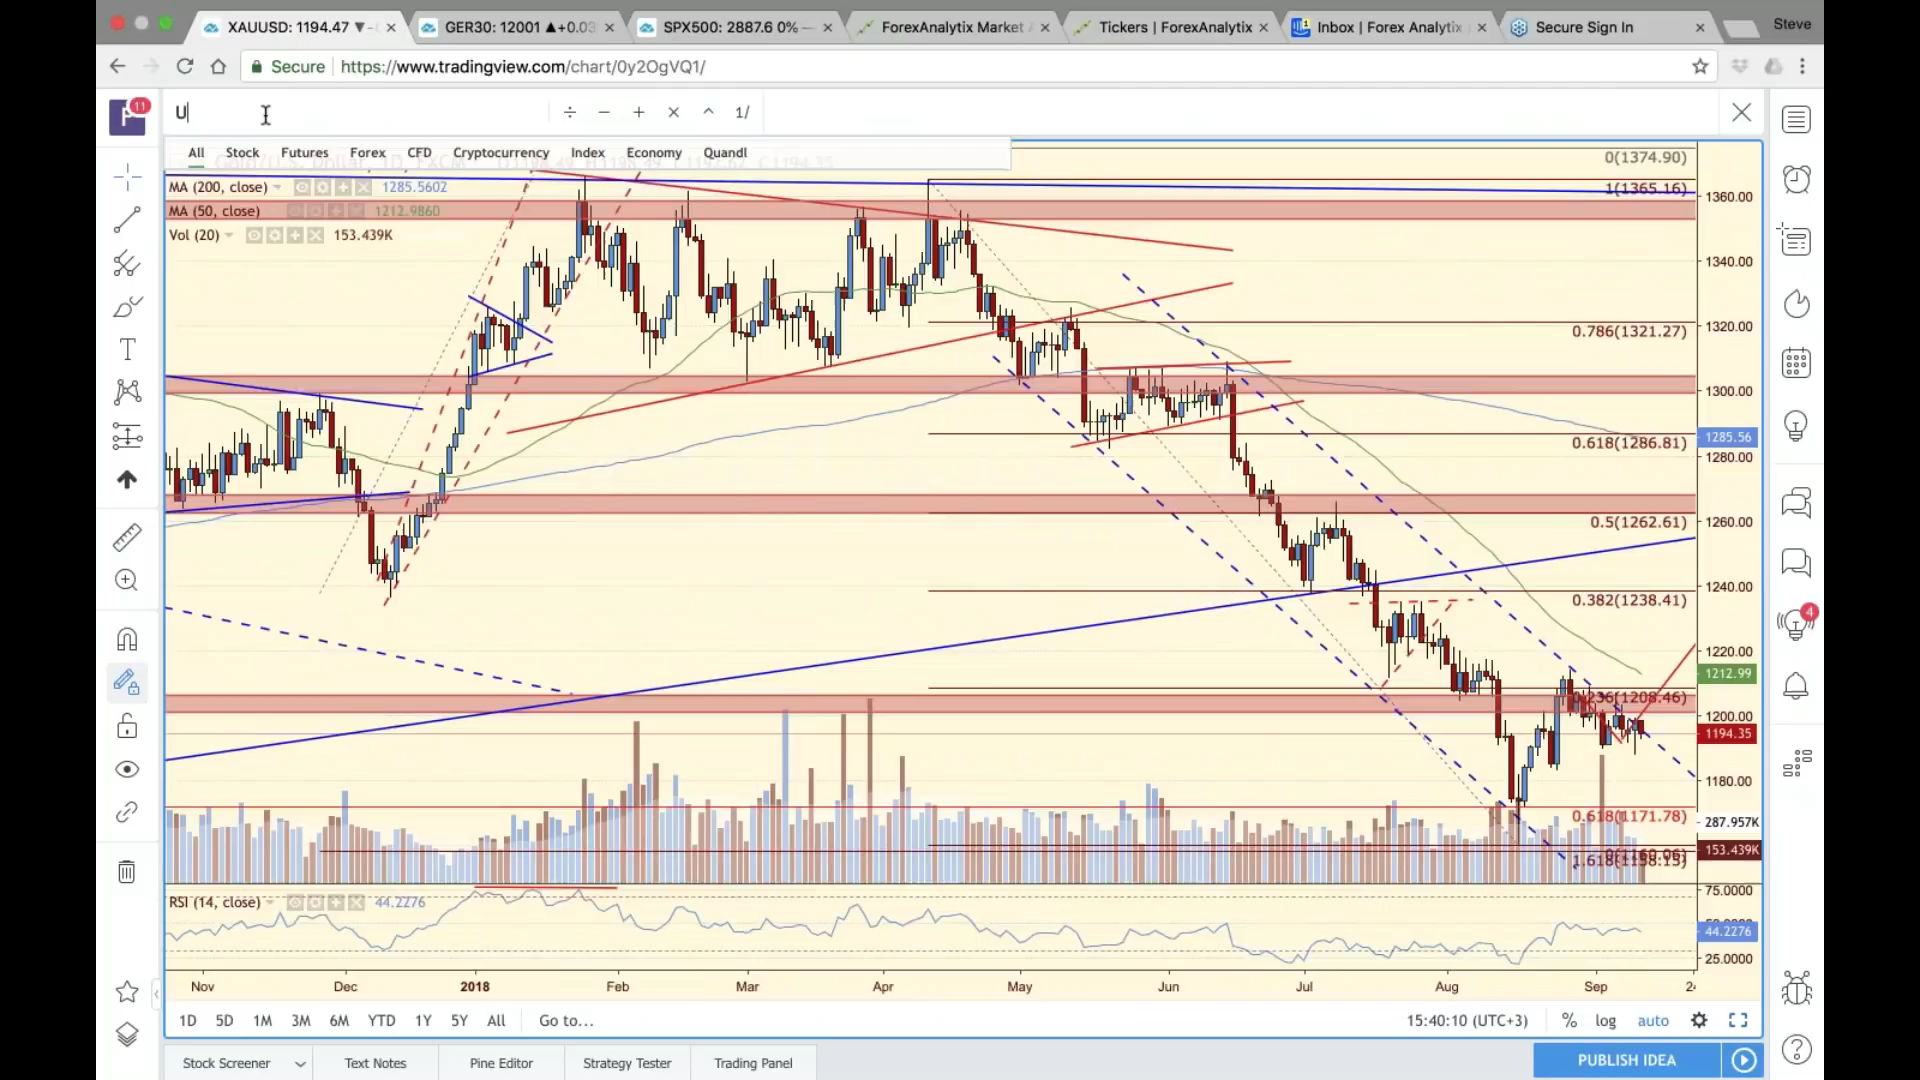 XAUUSD: 1194.47 ▼-
GER30: 12001 ▲+0.03
SPX500: 2887.6 0% —
ForexAnalytix Market A
Tickers | ForexAnalytix
Inbox | Forex Analytix
Secure Sign In
Steve
Secure
https://www.tradingview.com/chart/0y2OgVQ1/
11
U
÷ − + × ^ 1/
All Stock Futures Forex CFD Cryptocurrency Index Economy Quandl
MA (200, close) 1285.5602
MA (50, close) 1212.9860
Vol (20) 153.439K
0(1374.90)
1(1365.16)
0.786(1321.27)
0.618(1286.81)
0.5(1262.61)
0.382(1238.41)
0.236(1208.46)
0.618(1171.78)
1360.00
1340.00
1320.00
1300.00
1285.56
1280.00
1260.00
1240.00
1220.00
1212.99
1200.00
1194.35
1180.00
287.957K
153.439K
RSI (14, close) 44.2276
75.0000
44.2276
25.0000
4
Nov Dec 2018 Feb Mar Apr May Jun Jul Aug Sep
1D 5D 1M 3M 6M YTD 1Y 5Y All Go to...
15:40:10 (UTC+3) % log auto
Stock Screener Text Notes Pine Editor Strategy Tester Trading Panel
PUBLISH IDEA